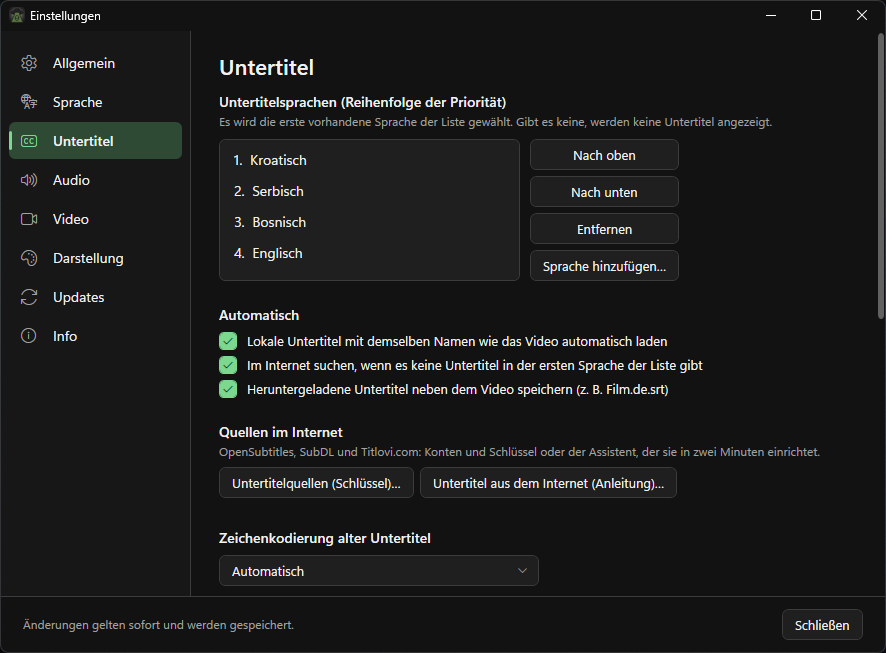 Einstellungen
Allgemein
Sprache
Untertitel
Audio
Video
Darstellung
Updates
Info
Untertitel
Untertitelsprachen (Reihenfolge der Priorität)
Es wird die erste vorhandene Sprache der Liste gewählt. Gibt es keine, werden keine Untertitel angezeigt.
1. Kroatisch
2. Serbisch
3. Bosnisch
4. Englisch
Nach oben
Nach unten
Entfernen
Sprache hinzufügen...
Automatisch
Lokale Untertitel mit demselben Namen wie das Video automatisch laden
Im Internet suchen, wenn es keine Untertitel in der ersten Sprache der Liste gibt
Heruntergeladene Untertitel neben dem Video speichern (z. B. Film.de.srt)
Quellen im Internet
OpenSubtitles, SubDL und Titlovi.com: Konten und Schlüssel oder der Assistent, der sie in zwei Minuten einrichtet.
Untertitelquellen (Schlüssel)...
Untertitel aus dem Internet (Anleitung)...
Zeichenkodierung alter Untertitel
Automatisch
Änderungen gelten sofort und werden gespeichert.
Schließen